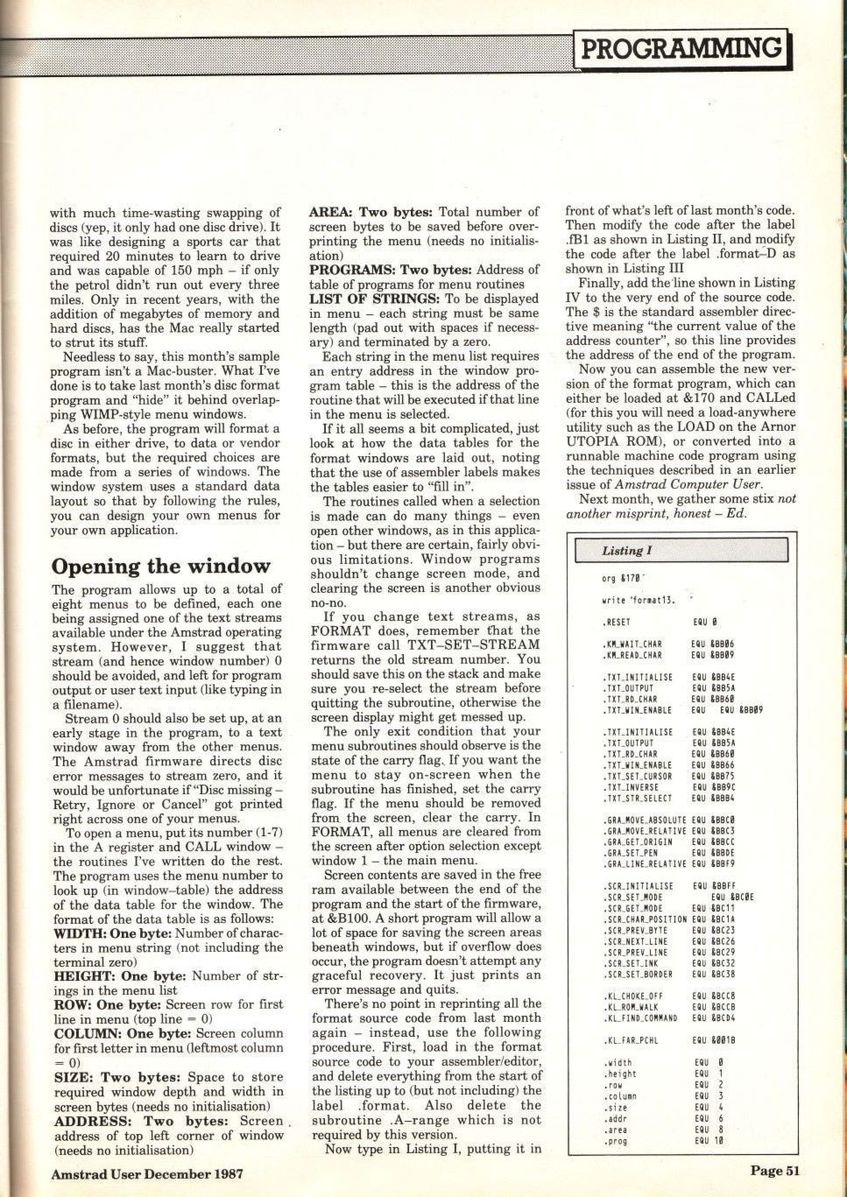 PROGRAMMING
with much time-wasting swapping of
discs (yep, it only had one disc drive). It
was like designing a sports car that
required 20 minutes to learn to drive
and was capable of 150 mph – if only
the petrol didn't run out every three
miles. Only in recent years, with the
addition of megabytes of memory and
hard discs, has the Mac really started
to strut its stuff.
Needless to say, this month's sample
program isn't a Mac-buster. What I've
done is to take last month's disc format
program and "hide" it behind overlap-
ping WIMP-style menu windows.
As before, the program will format a
disc in either drive, to data or vendor
formats, but the required choices are
made from a series of windows. The
window system uses a standard data
layout so that by following the rules,
you can design your own menus for
your own application.
Opening the window
The program allows up to a total of
eight menus to be defined, each one
being assigned one of the text streams
available under the Amstrad operating
system. However, I suggest that
stream (and hence window number) 0
should be avoided, and left for program
output or user text input (like typing in
a filename).
Stream 0 should also be set up, at an
early stage in the program, to a text
window away from the other menus.
The Amstrad firmware directs disc
error messages to stream zero, and it
would be unfortunate if "Disc missing –
Retry, Ignore or Cancel" got printed
right across one of your menus.
To open a menu, put its number (1-7)
in the A register and CALL window –
the routines I've written do the rest.
The program uses the menu number to
look up (in window–table) the address
of the data table for the window. The
format of the data table is as follows:
WIDTH: One byte: Number of charac-
ters in menu string (not including the
terminal zero)
HEIGHT: One byte: Number of str-
ings in the menu list
ROW: One byte: Screen row for first
line in menu (top line = 0)
COLUMN: One byte: Screen column
for first letter in menu (leftmost column
= 0)
SIZE: Two bytes: Space to store
required window depth and width in
screen bytes (needs no initialisation)
ADDRESS: Two bytes: Screen
address of top left corner of window
(needs no initialisation)
AREA: Two bytes: Total number of
screen bytes to be saved before over-
printing the menu (needs no initialis-
ation)
PROGRAMS: Two bytes: Address of
table of programs for menu routines
LIST OF STRINGS: To be displayed
in menu – each string must be same
length (pad out with spaces if necess-
ary) and terminated by a zero.
Each string in the menu list requires
an entry address in the window pro-
gram table – this is the address of the
routine that will be executed if that line
in the menu is selected.
If it all seems a bit complicated, just
look at how the data tables for the
format windows are laid out, noting
that the use of assembler labels makes
the tables easier to "fill in".
The routines called when a selection
is made can do many things – even
open other windows, as in this applica-
tion – but there are certain, fairly obvi-
ous limitations. Window programs
shouldn't change screen mode, and
clearing the screen is another obvious
no-no.
If you change text streams, as
FORMAT does, remember that the
firmware call TXT–SET–STREAM
returns the old stream number. You
should save this on the stack and make
sure you re-select the stream before
quitting the subroutine, otherwise the
screen display might get messed up.
The only exit condition that your
menu subroutines should observe is the
state of the carry flag. If you want the
menu to stay on-screen when the
subroutine has finished, set the carry
flag. If the menu should be removed
from the screen, clear the carry. In
FORMAT, all menus are cleared from
the screen after option selection except
window 1 – the main menu.
Screen contents are saved in the free
ram available between the end of the
program and the start of the firmware,
at &B100. A short program will allow a
lot of space for saving the screen areas
beneath windows, but if overflow does
occur, the program doesn't attempt any
graceful recovery. It just prints an
error message and quits.
There's no point in reprinting all the
format source code from last month
again – instead, use the following
procedure. First, load in the format
source code to your assembler/editor,
and delete everything from the start of
the listing up to (but not including) the
label .format. Also delete the
subroutine .A–range which is not
required by this version.
Now type in Listing I, putting it in
front of what's left of last month's code.
Then modify the code after the label
.fB1 as shown in Listing II, and modify
the code after the label .format–D as
shown in Listing III
Finally, add the line shown in Listing
IV to the very end of the source code.
The $ is the standard assembler direc-
tive meaning "the current value of the
address counter", so this line provides
the address of the end of the program.
Now you can assemble the new ver-
sion of the format program, which can
either be loaded at &170 and CALLed
(for this you will need a load-anywhere
utility such as the LOAD on the Arnor
UTOPIA ROM), or converted into a
runnable machine code program using
the techniques described in an earlier
issue of Amstrad Computer User.
Next month, we gather some stix not
another misprint, honest – Ed.
Listing I
org &170
write "format13.
.RESET EQU 0
.KM_WAIT_CHAR EQU &BB06
.KM_READ_CHAR EQU &BB09
.TXT_INITIALISE EQU &BB4E
.TXT_OUTPUT EQU &BB5A
.TXT_RD_CHAR EQU &BB60
.TXT_WIN_ENABLE EQU EQU &BB09
.TXT_INITIALISE EQU &BB4E
.TXT_OUTPUT EQU &BB5A
.TXT_RD_CHAR EQU &BB60
.TXT_WIN_ENABLE EQU &BB66
.TXT_SET_CURSOR EQU &BB75
.TXT_INVERSE EQU &BB9C
.TXT_STR_SELECT EQU &BBB4
.GRA_MOVE_ABSOLUTE EQU &BBC0
.GRA_MOVE_RELATIVE EQU &BBC3
.GRA_GET_ORIGIN EQU &BBCC
.GRA_SET_PEN EQU &BBDE
.GRA_LINE_RELATIVE EQU &BBF9
.SCR_INITIALISE EQU &BBFF
.SCR_SET_MODE EQU &BC0E
.SCR_GET_MODE EQU &BC11
.SCR_CHAR_POSITION EQU &BC1A
.SCR_PREV_BYTE EQU &BC23
.SCR_NEXT_LINE EQU &BC26
.SCR_PREV_LINE EQU &BC29
.SCR_SET_INK EQU &BC32
.SCR_SET_BORDER EQU &BC38
.KL_CHOKE_OFF EQU &BCC8
.KL_ROM_WALK EQU &BCCB
.KL_FIND_COMMAND EQU &BCD4
.KL_FAR_PCHL EQU &001B
.width EQU 0
.height EQU 1
.row EQU 2
.column EQU 3
.size EQU 4
.addr EQU 6
.area EQU 8
.prog EQU 10
Amstrad User December 1987
Page 51